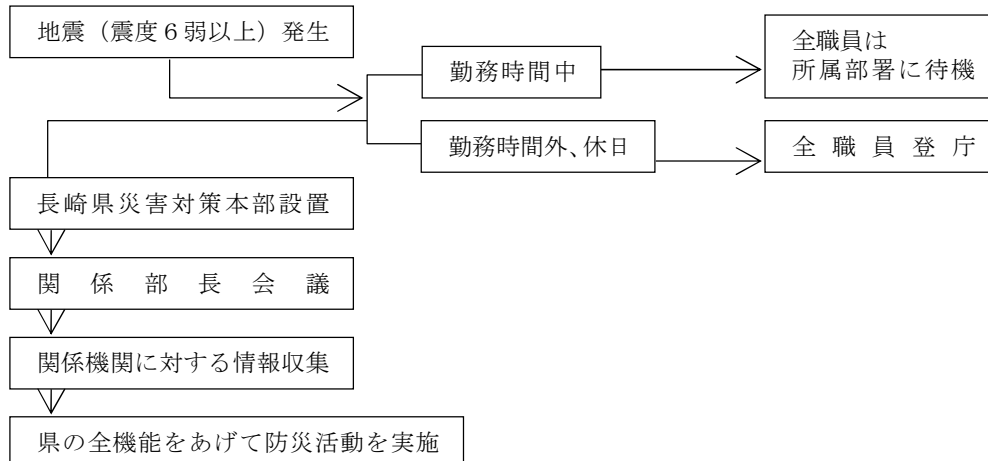 地震（震度６弱以上）発生
勤務時間中
全職員は
所属部署に待機
勤務時間外、休日
全職員登庁
長崎県災害対策本部設置
関係部長会議
関係機関に対する情報収集
県の全機能をあげて防災活動を実施